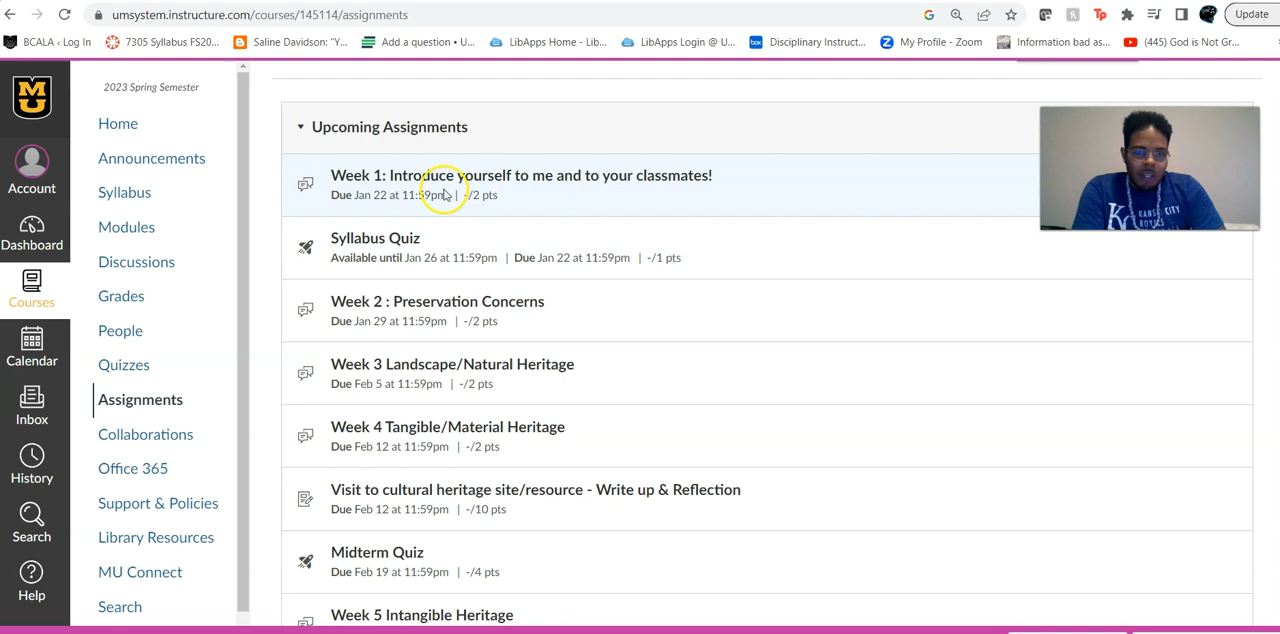 umsystem.instructure.com/courses/145114/assignments
Update
BCALA ‹ Log In
7305 Syllabus FS20...
Saline Davidson: "Y...
Add a question • U...
LibApps Home - Lib...
LibApps Login @ U...
box
Disciplinary Instruct...
My Profile - Zoom
Information bad as...
(445) God is Not Gr...
MU
Account
Dashboard
Courses
Calendar
Inbox
History
Search
Help
2023 Spring Semester
Home
Announcements
Syllabus
Modules
Discussions
Grades
People
Quizzes
Assignments
Collaborations
Office 365
Support & Policies
Library Resources
MU Connect
Search
Upcoming Assignments
Week 1: Introduce yourself to me and to your classmates!
Due Jan 22 at 11:59pm | -/2 pts
Syllabus Quiz
Available until Jan 26 at 11:59pm | Due Jan 22 at 11:59pm | -/1 pts
Week 2 : Preservation Concerns
Due Jan 29 at 11:59pm | -/2 pts
Week 3 Landscape/Natural Heritage
Due Feb 5 at 11:59pm | -/2 pts
Week 4 Tangible/Material Heritage
Due Feb 12 at 11:59pm | -/2 pts
Visit to cultural heritage site/resource - Write up & Reflection
Due Feb 12 at 11:59pm | -/10 pts
Midterm Quiz
Due Feb 19 at 11:59pm | -/4 pts
Week 5 Intangible Heritage
KC
KANSAS CITY
ROYALS